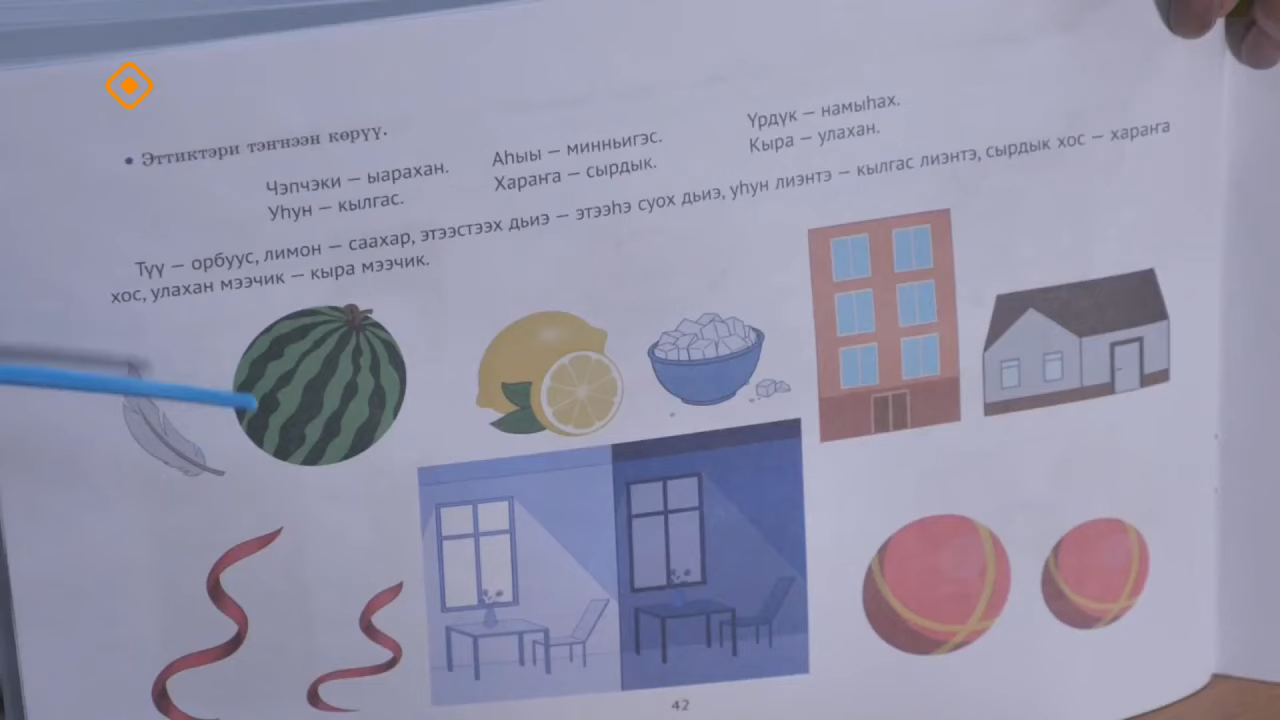 • Эттиктэри тэҥнээн көрүү.
Чэпчэки — ыарахан.
Уһун — кылгас.
Аһыы — минньигэс.
Хараҥа — сырдык.
Үрдүк — намыһах.
Кыра — улахан.
Түү — орбуус, лимон — саахар, этээстээх дьиэ — этээһэ суох дьиэ, уһун лиэнтэ — кылгас лиэнтэ, сырдык хос — хараҥа
хос, улахан мээчик — кыра мээчик.
42